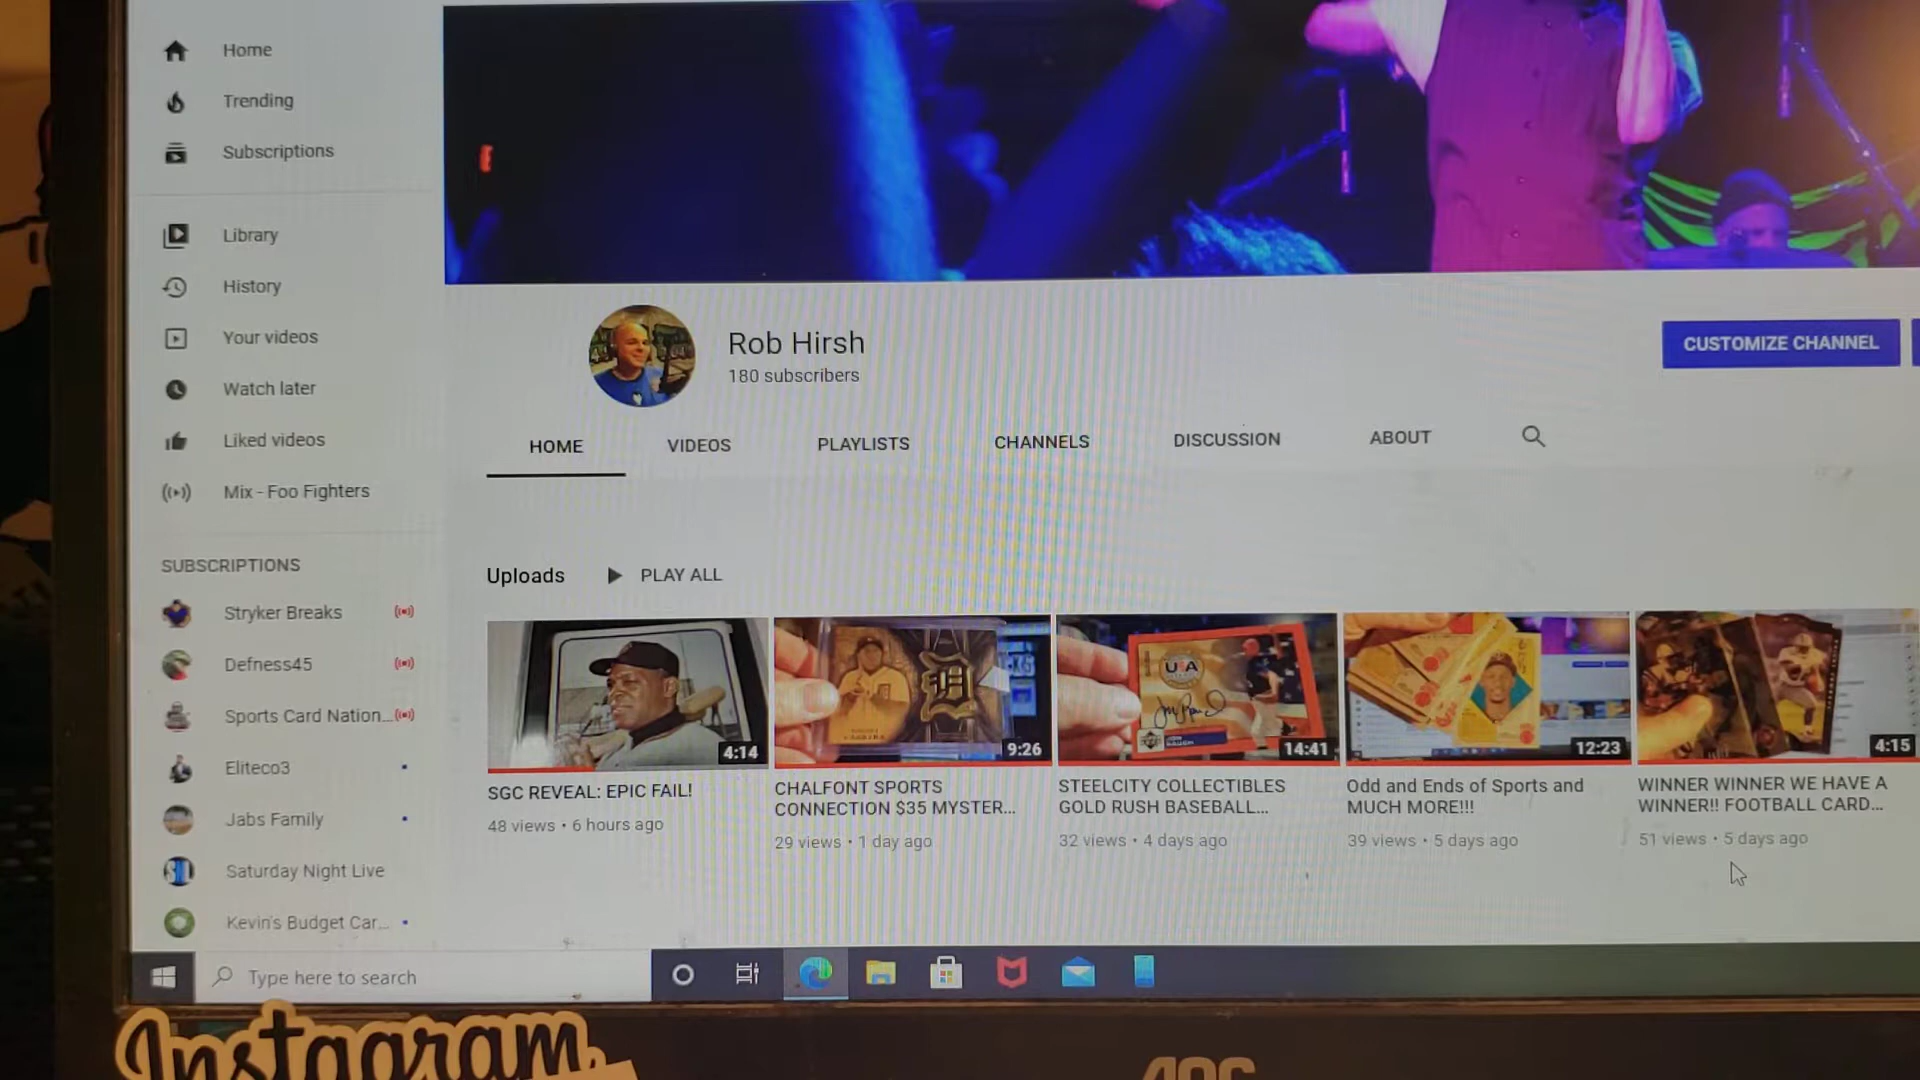 Home
Trending
Subscriptions
Library
History
Your videos
Watch later
Liked videos
Mix - Foo Fighters
SUBSCRIPTIONS
Stryker Breaks
Defness45
Sports Card Nation...
Eliteco3
Jabs Family
Saturday Night Live
Kevin's Budget Car...
Rob Hirsh
180 subscribers
CUSTOMIZE CHANNEL
HOME VIDEOS PLAYLISTS CHANNELS DISCUSSION ABOUT
Uploads PLAY ALL
4:14
SGC REVEAL: EPIC FAIL!
48 views • 6 hours ago
9:26
CHALFONT SPORTS
CONNECTION $35 MYSTER...
29 views • 1 day ago
USA
14:41
STEELCITY COLLECTIBLES
GOLD RUSH BASEBALL...
32 views • 4 days ago
12:23
Odd and Ends of Sports and
MUCH MORE!!!
39 views • 5 days ago
4:15
WINNER WINNER WE HAVE A
WINNER!! FOOTBALL CARD...
51 views • 5 days ago
Type here to search
Instagram
AOC